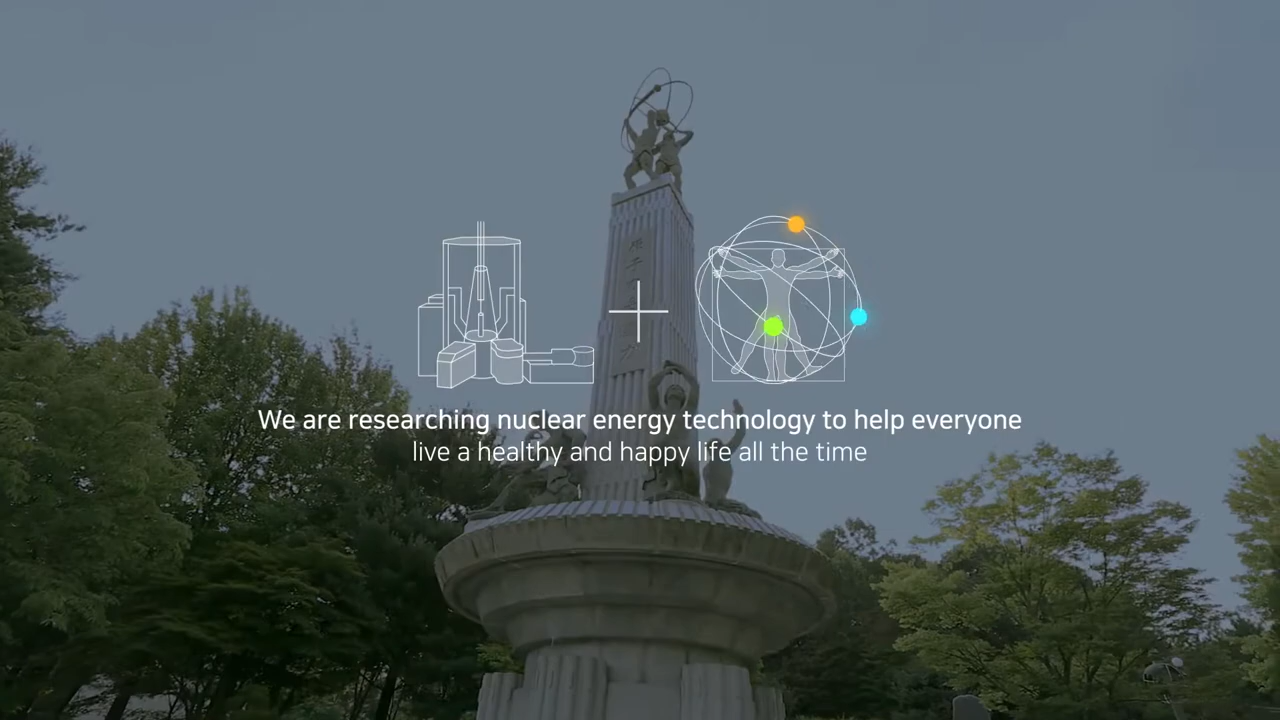 We are researching nuclear energy technology to help everyone
live a healthy and happy life all the time